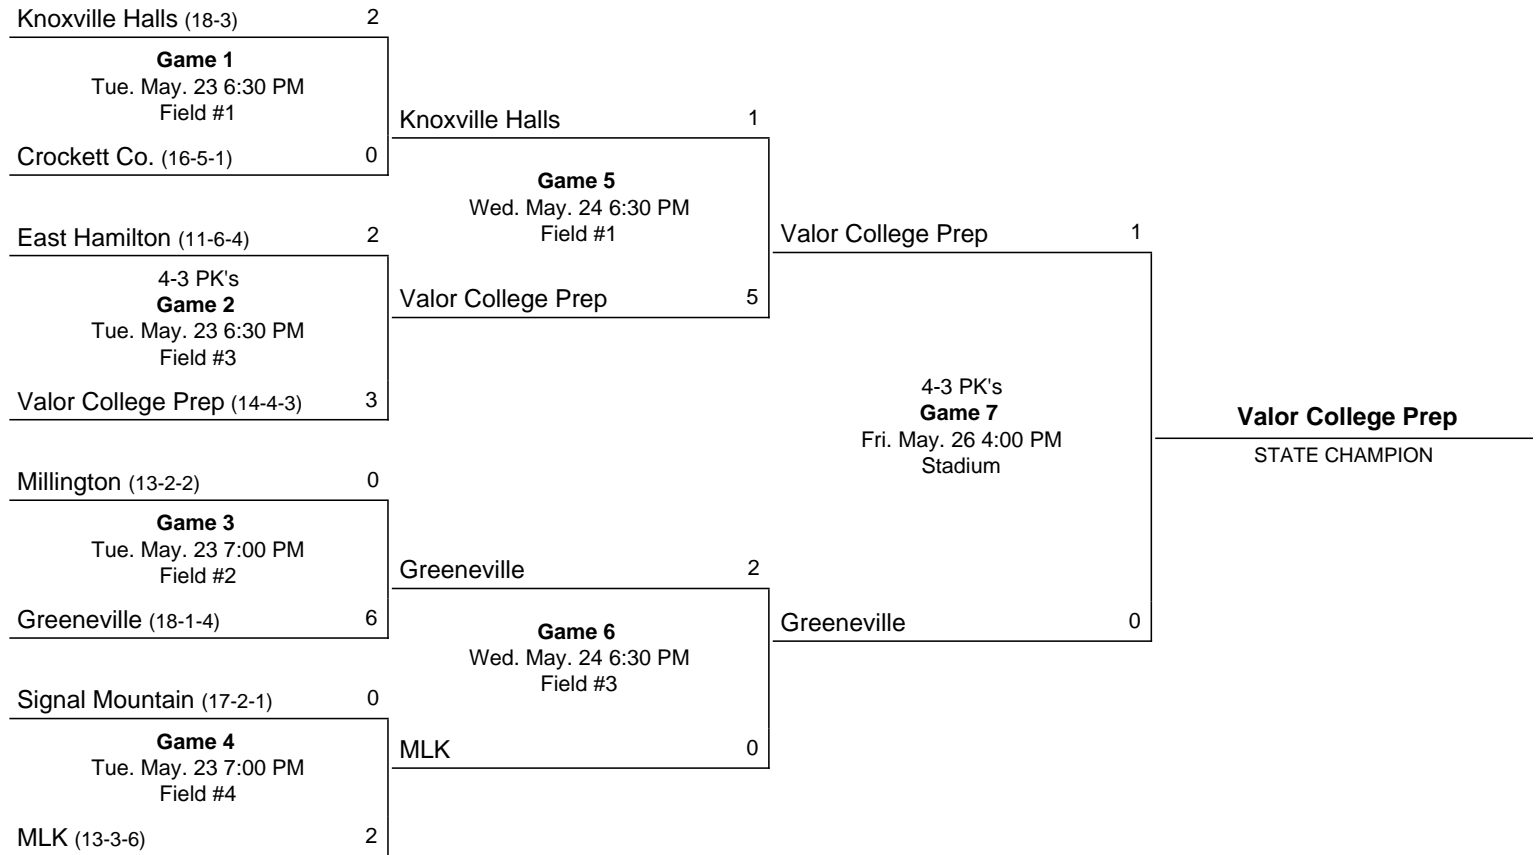 Knoxville Halls (18-3) 2
Game 1
Tue. May. 23 6:30 PM
Field #1
Crockett Co. (16-5-1) 0
East Hamilton (11-6-4) 2
4-3 PK's
Game 2
Tue. May. 23 6:30 PM
Field #3
Valor College Prep (14-4-3) 3
Millington (13-2-2) 0
Game 3
Tue. May. 23 7:00 PM
Field #2
Greeneville (18-1-4) 6
Signal Mountain (17-2-1) 0
Game 4
Tue. May. 23 7:00 PM
Field #4
MLK (13-3-6) 2
Knoxville Halls 1
Game 5
Wed. May. 24 6:30 PM
Field #1
Valor College Prep 5
Greeneville 2
Game 6
Wed. May. 24 6:30 PM
Field #3
MLK 0
Valor College Prep 1
4-3 PK's
Game 7
Fri. May. 26 4:00 PM
Stadium
Greeneville 0
Valor College Prep
STATE CHAMPION